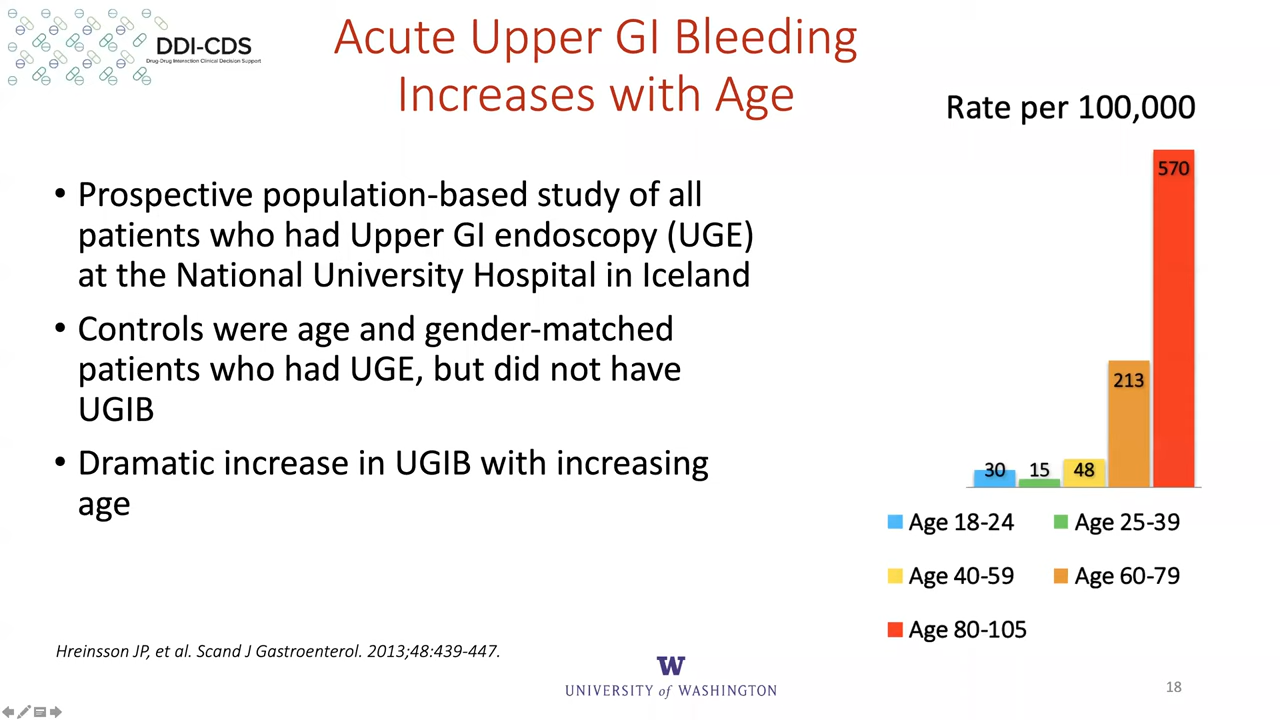 DDI-CDS
Drug-Drug Interaction Clinical Decision Support
Acute Upper GI Bleeding
Increases with Age
• Prospective population-based study of all
patients who had Upper GI endoscopy (UGE)
at the National University Hospital in Iceland
• Controls were age and gender-matched
patients who had UGE, but did not have
UGIB
• Dramatic increase in UGIB with increasing
age
Rate per 100,000
570
213
30 15 48
Age 18-24 Age 25-39
Age 40-59 Age 60-79
Age 80-105
Hreinsson JP, et al. Scand J Gastroenterol. 2013;48:439-447.
W
UNIVERSITY of WASHINGTON
18